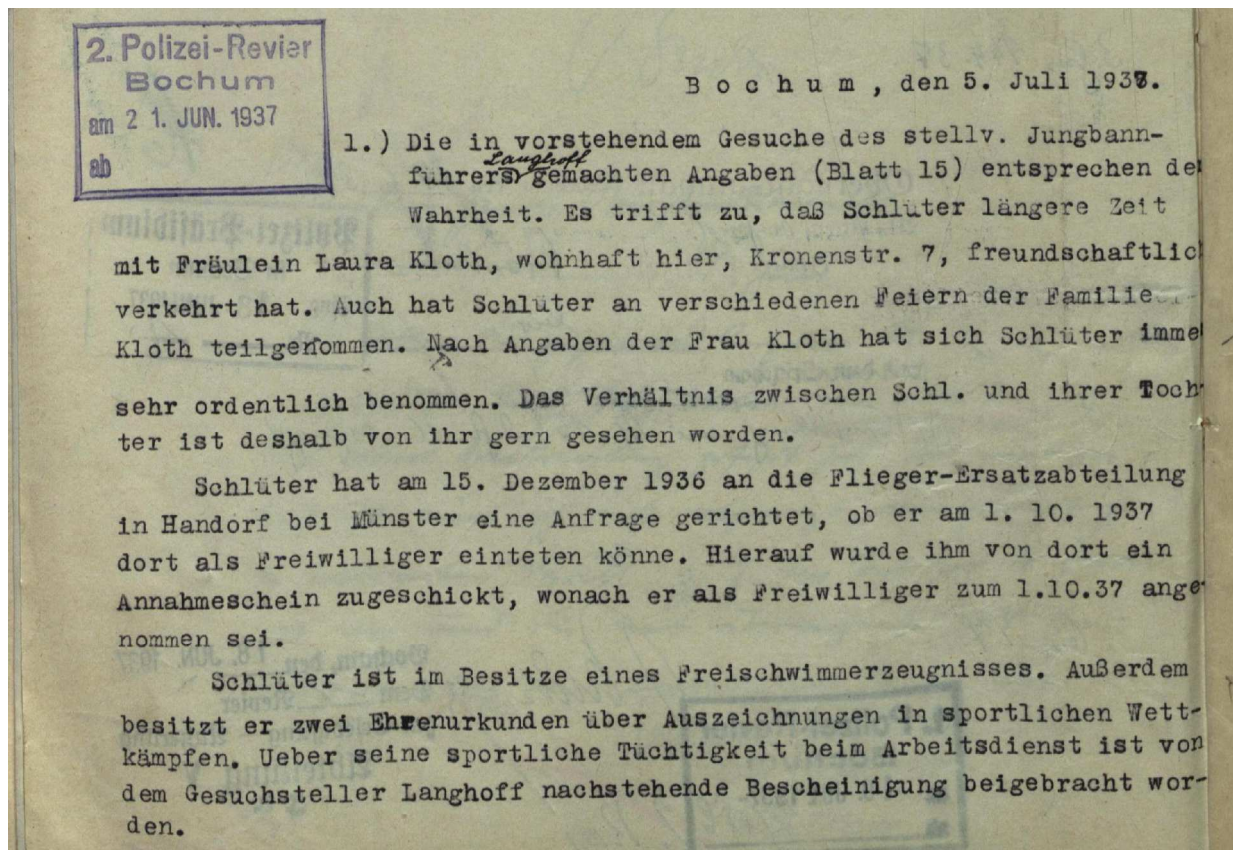 2. Polizei-Revier
Bochum
am 2 1. JUN. 1937
ab
B o c h u m , den 5. Juli 1937.
1.) Die in vorstehendem Gesuche des stellv. Jungbann-
Langhoff
führers gemachten Angaben (Blatt 15) entsprechen der
Wahrheit. Es trifft zu, daß Schlüter längere Zeit
mit Fräulein Laura Kloth, wohnhaft hier, Kronenstr. 7, freundschaftlich
verkehrt hat. Auch hat Schlüter an verschiedenen Feiern der Familie
Kloth teilgenommen. Nach Angaben der Frau Kloth hat sich Schlüter imme
sehr ordentlich benommen. Das Verhältnis zwischen Schl. und ihrer Toch-
ter ist deshalb von ihr gern gesehen worden.
Schlüter hat am 15. Dezember 1936 an die Flieger-Ersatzabteilung
in Handorf bei Münster eine Anfrage gerichtet, ob er am 1. 10. 1937
dort als Freiwilliger einteten könne. Hierauf wurde ihm von dort ein
Annahmeschein zugeschickt, wonach er als Freiwilliger zum 1.10.37 ange-
nommen sei.
Schlüter ist im Besitze eines Freischwimmerzeugnisses. Außerdem
besitzt er zwei Ehrenurkunden über Auszeichnungen in sportlichen Wett-
kämpfen. Ueber seine sportliche Tüchtigkeit beim Arbeitsdienst ist von
dem Gesuchsteller Langhoff nachstehende Bescheinigung beigebracht wor-
den.